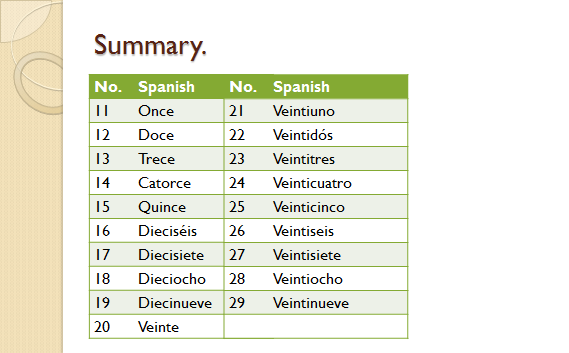 Summary.
No. Spanish No. Spanish
11 Once 21 Veintiuno
12 Doce 22 Veintidós
13 Trece 23 Veintitres
14 Catorce 24 Veinticuatro
15 Quince 25 Veinticinco
16 Dieciséis 26 Veintiseis
17 Diecisiete 27 Veintisiete
18 Dieciocho 28 Veintiocho
19 Diecinueve 29 Veintinueve
20 Veinte